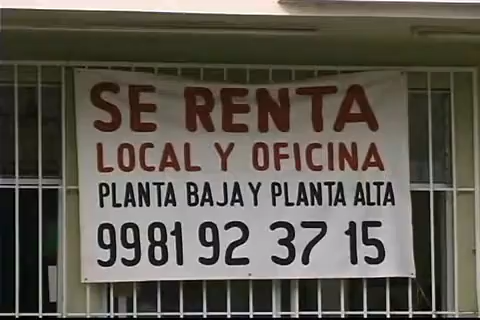 SE RENTA
LOCAL Y OFICINA
PLANTA BAJA Y PLANTA ALTA
9981 92 37 15